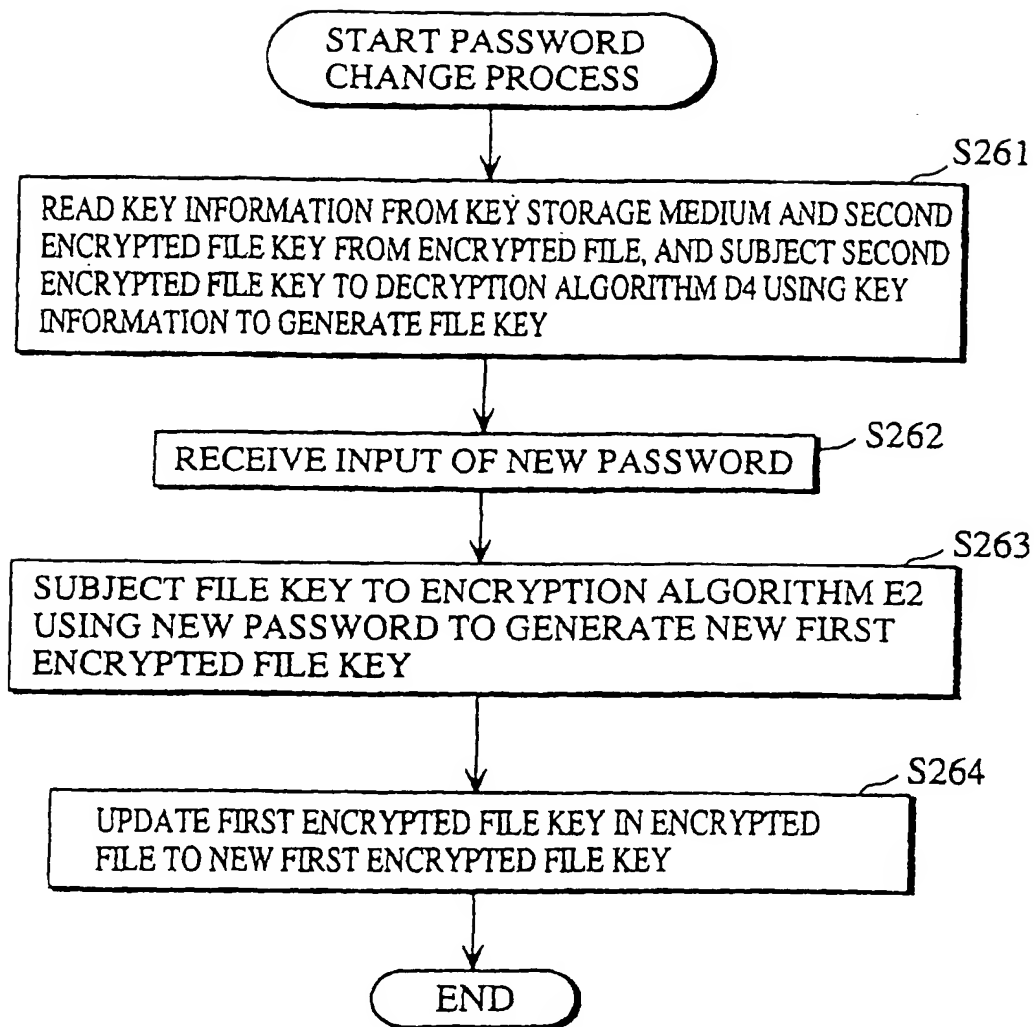 START PASSWORD
CHANGE PROCESS
S261
READ KEY INFORMATION FROM KEY STORAGE MEDIUM AND SECOND
ENCRYPTED FILE KEY FROM ENCRYPTED FILE, AND SUBJECT SECOND
ENCRYPTED FILE KEY TO DECRYPTION ALGORITHM D4 USING KEY
INFORMATION TO GENERATE FILE KEY
S262
RECEIVE INPUT OF NEW PASSWORD
S263
SUBJECT FILE KEY TO ENCRYPTION ALGORITHM E2
USING NEW PASSWORD TO GENERATE NEW FIRST
ENCRYPTED FILE KEY
S264
UPDATE FIRST ENCRYPTED FILE KEY IN ENCRYPTED
FILE TO NEW FIRST ENCRYPTED FILE KEY
END